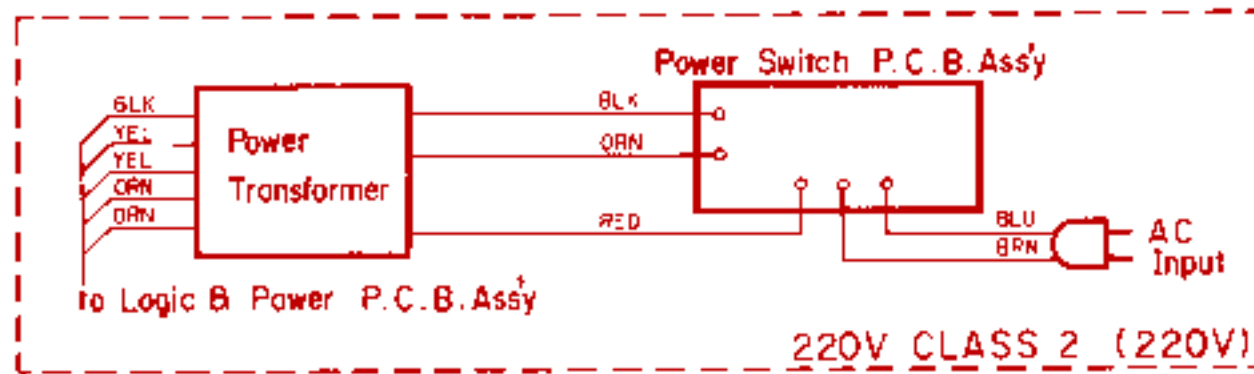 Power Switch P.C.B.Ass'y
BLK
YEL
YEL
ORN
ORN
Power
Transformer
BLK
ORN
RED
BLU
BRN
AC
Input
to Logic & Power P.C.B.Ass'y
220V CLASS 2 (220V)